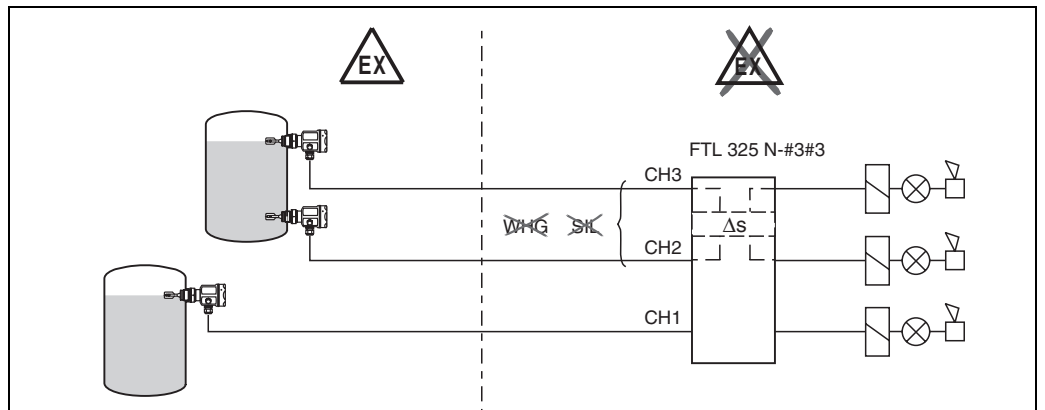 EX
EX
FTL 325 N-#3#3
CH3
WHG SIL
Δs
CH2
CH1